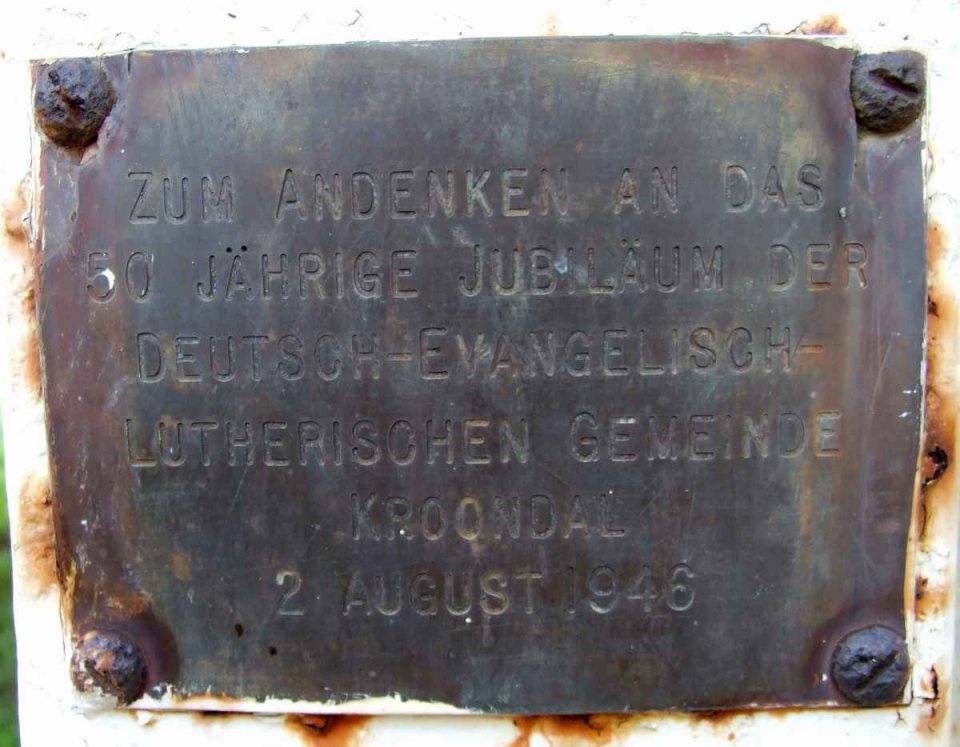 ZUM ANDENKEN AN DAS
50 JÄHRIGE JUBILÄUM DER
DEUTSCH-EVANGELISCH-
LUTHERISCHEN GEMEINDE
KROONDAL
2 AUGUST 1946